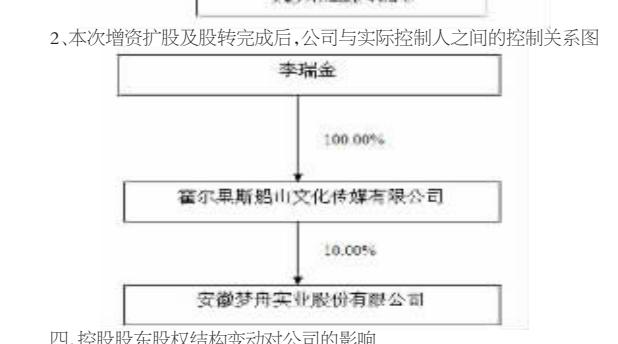 2、本次增资扩股及股转完成后,公司与实际控制人之间的控制关系图
李瑞金
100.00%
霍尔果斯船山文化传媒有限公司
10.00%
安徽梦舟实业股份有限公司
四、控股股东股权结构变动对公司的影响